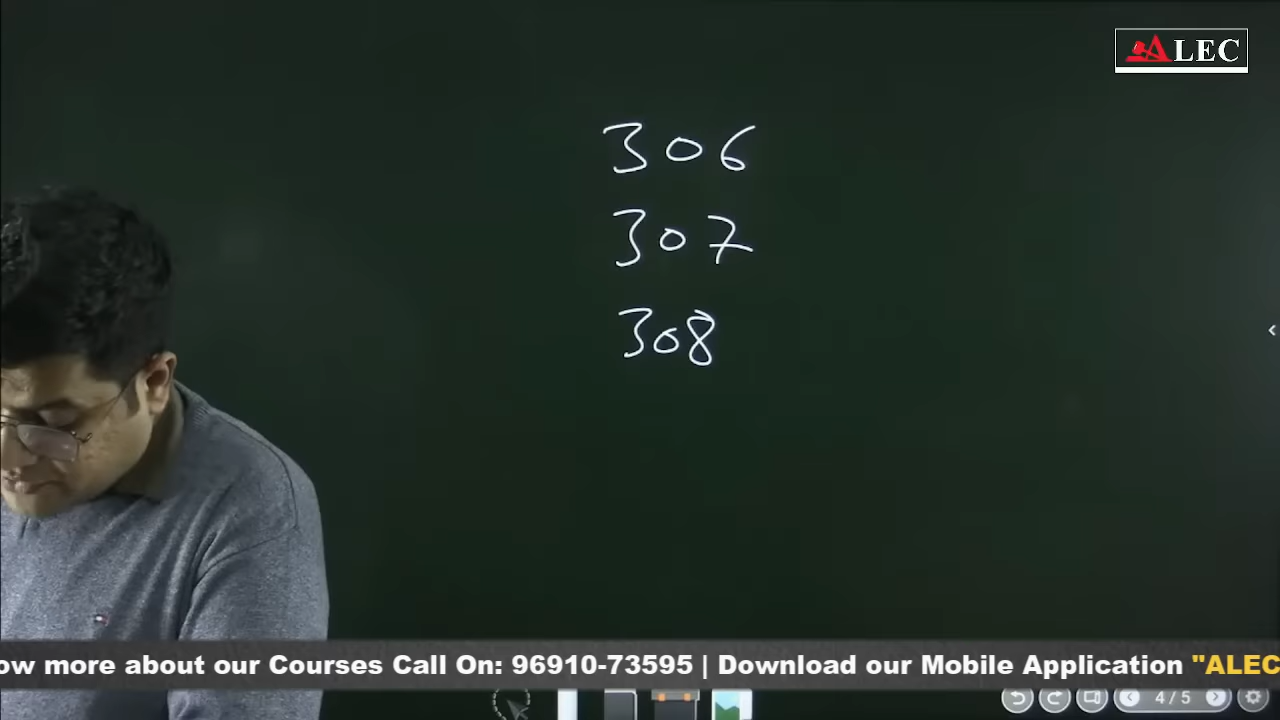 ALEC
306
307
308
ow more about our Courses Call On: 96910-73595 | Download our Mobile Application "ALEC
4 / 5